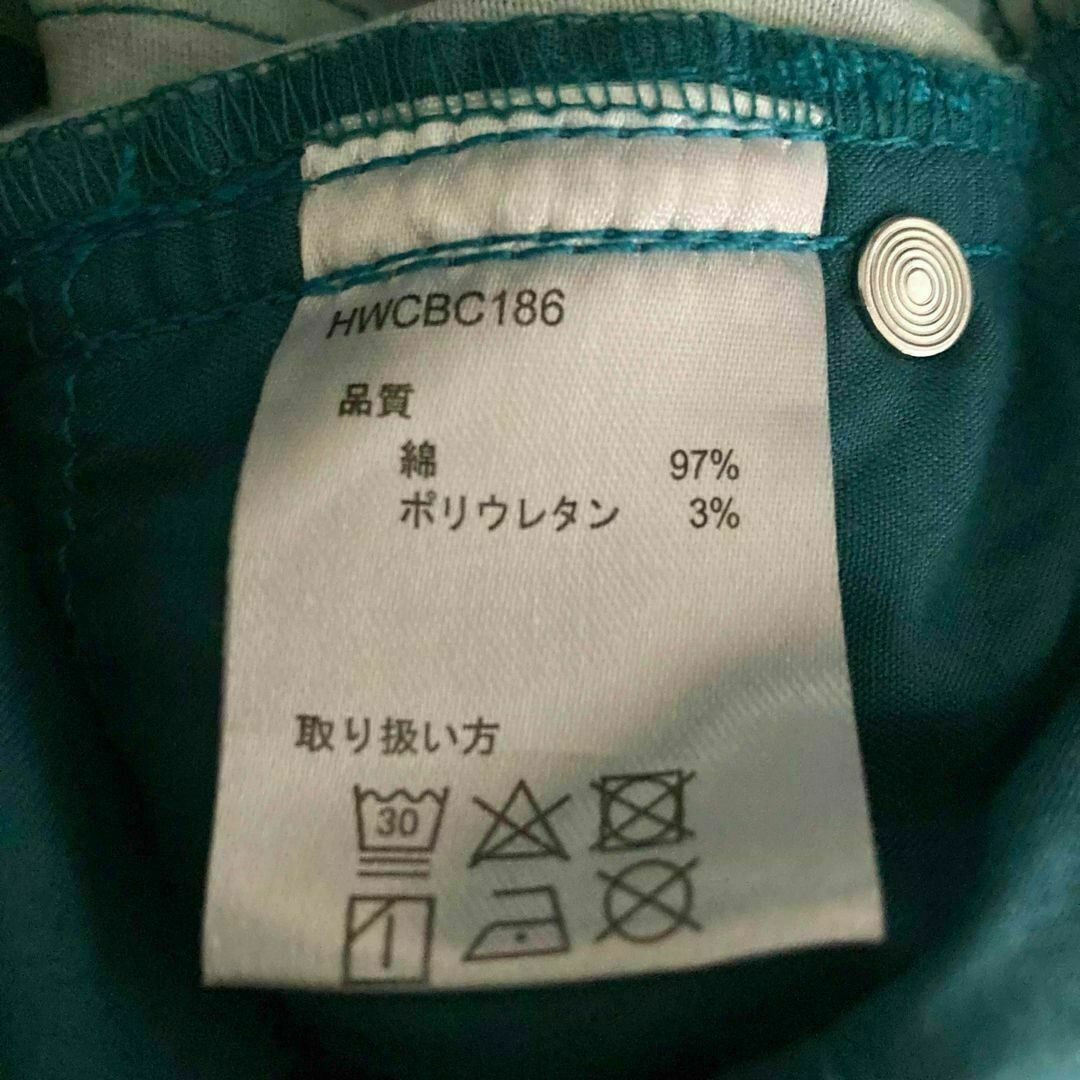 HWCBC186
品質
綿 97%
ポリウレタン 3%
取り扱い方
30